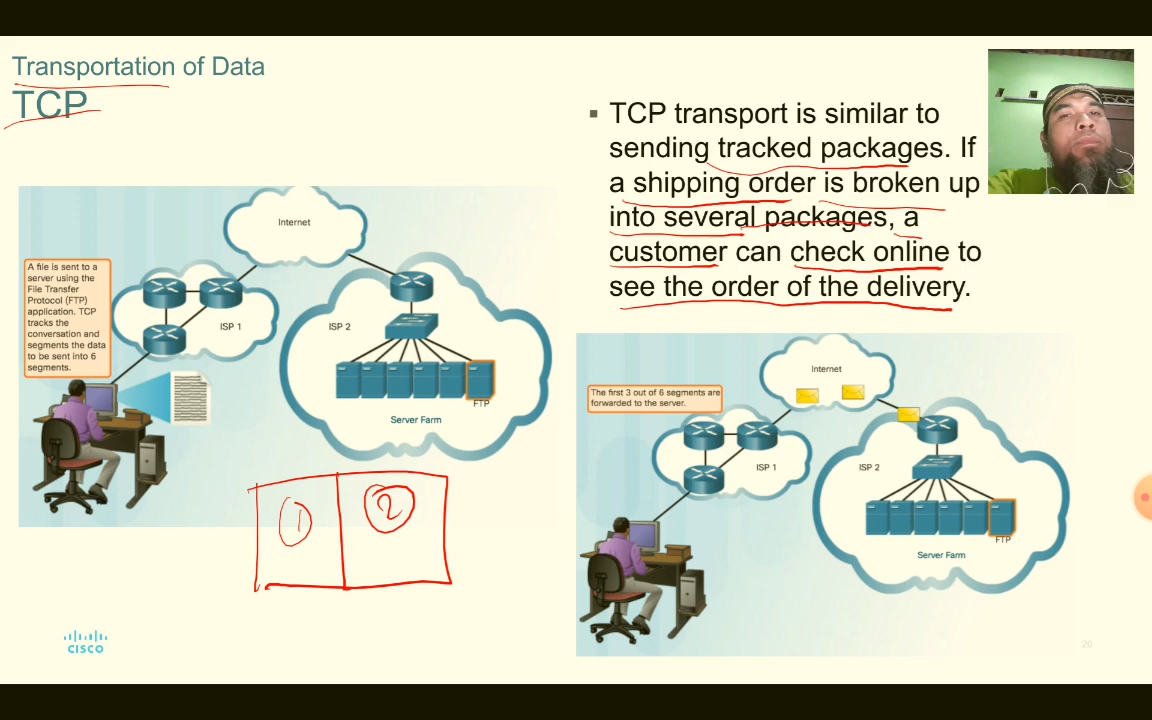 Transportation of Data
TCP
▪ TCP transport is similar to
sending tracked packages. If
a shipping order is broken up
into several packages, a
customer can check online to
see the order of the delivery.
Internet
A file is sent to a
server using the
File Transfer
Protocol (FTP)
application. TCP
tracks the
conversation and
segments the data
to be sent into 6
segments.
ISP 1
ISP 2
FTP
Server Farm
1
2
Internet
The first 3 out of 6 segments are
forwarded to the server.
ISP 1
ISP 2
FTP
Server Farm
CISCO
20